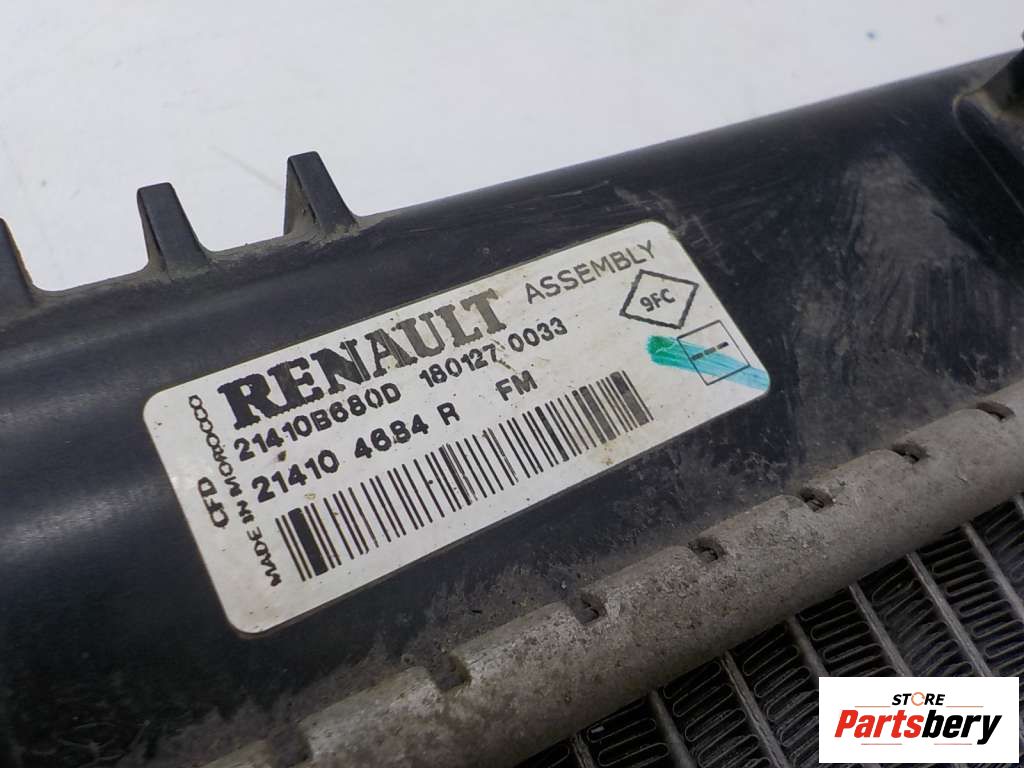 RENAULT ASSEMBLY
9FC
21410B680D 180127 0033
---
21410 4684 R FM
CFD
MADE IN MOROCCO
STORE
Partsbery